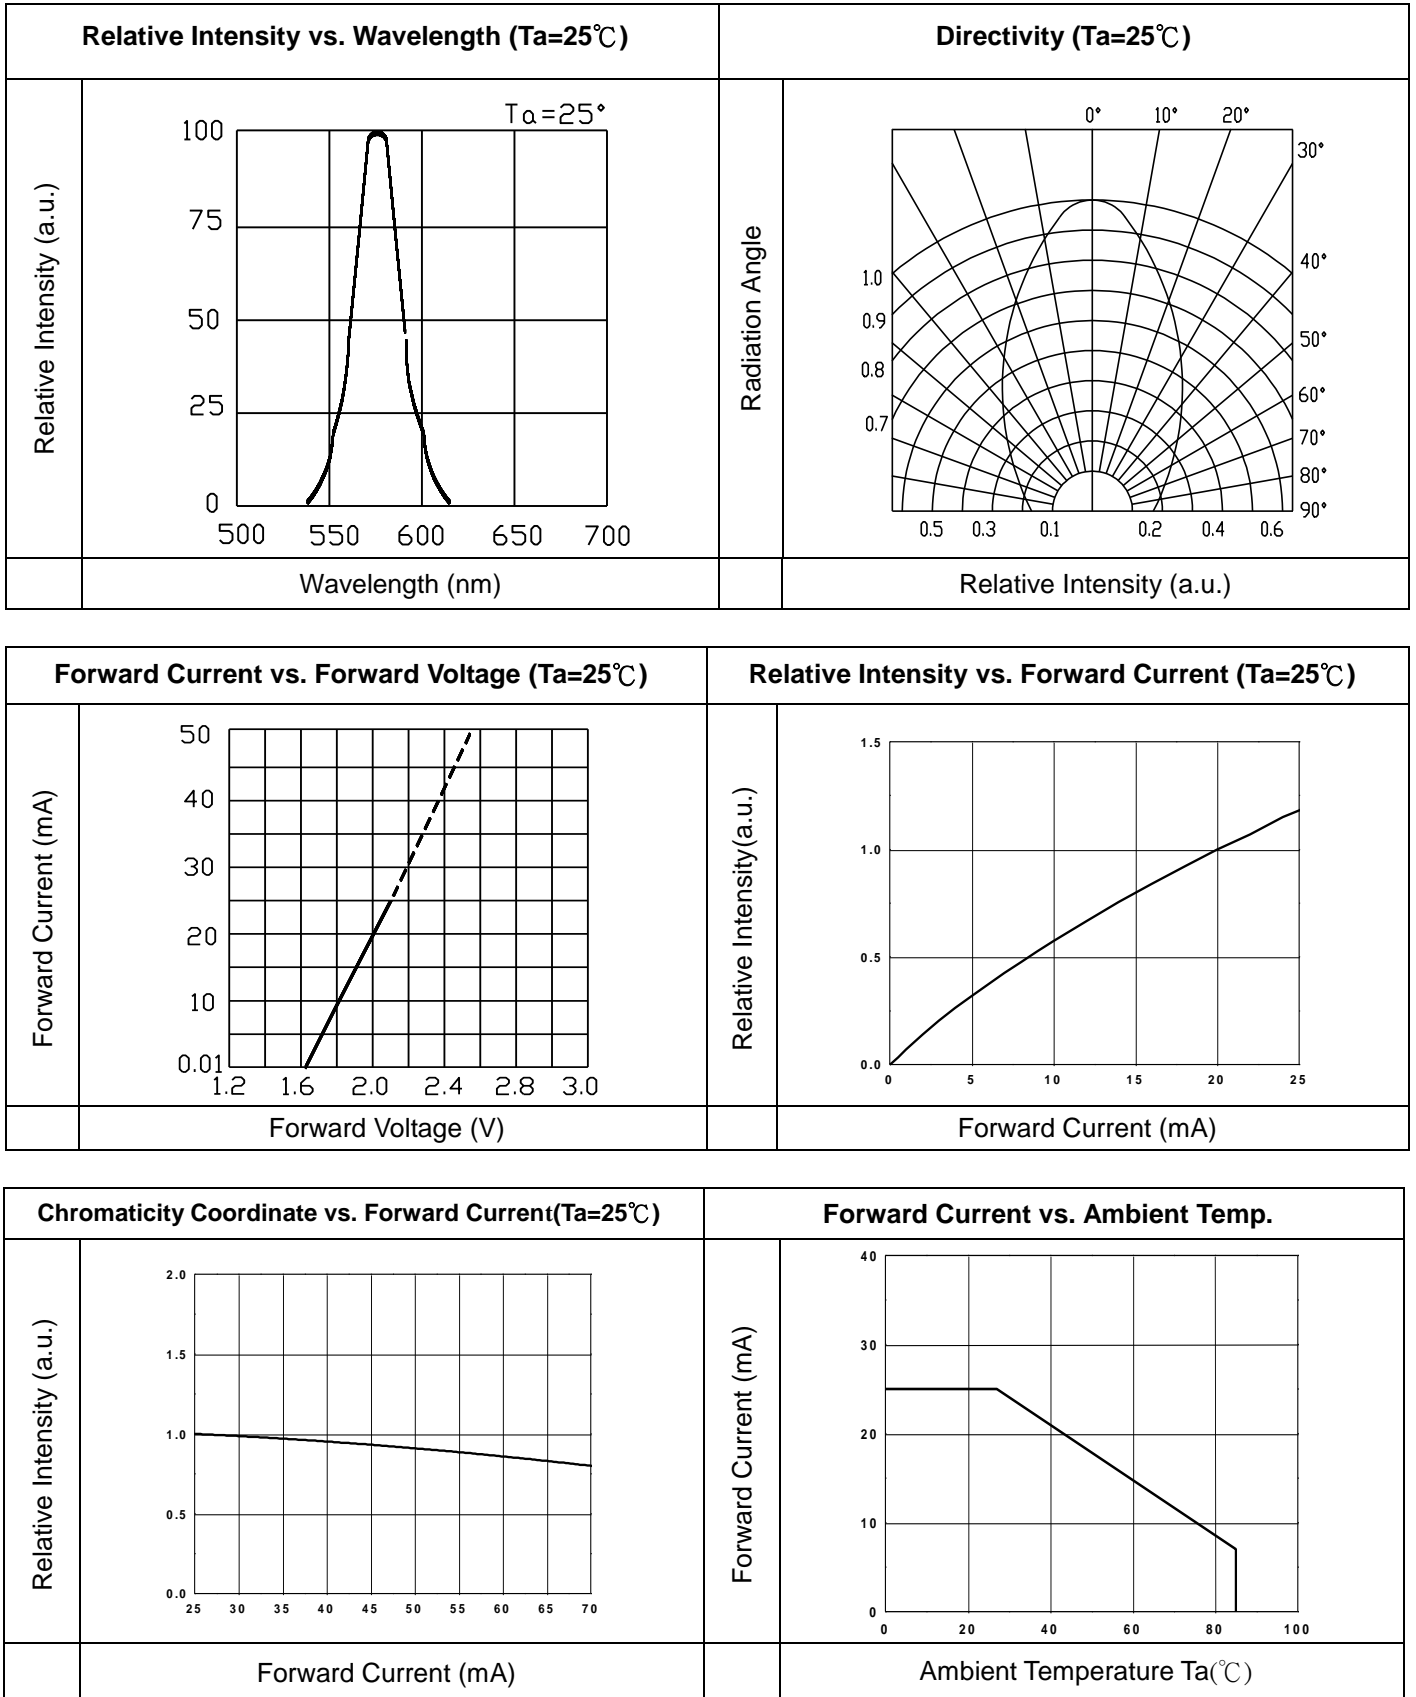 Relative Intensity vs. Wavelength (Ta=25℃)
Directivity (Ta=25℃)
Relative Intensity (a.u.)
Ta=25°
100
75
50
25
0
500 550 600 650 700
Wavelength (nm)
Radiation Angle
0° 10° 20°
30°
40°
50°
60°
70°
80°
90°
1.0
0.9
0.8
0.7
0.5 0.3 0.1 0.2 0.4 0.6
Relative Intensity (a.u.)
Forward Current vs. Forward Voltage (Ta=25℃)
Relative Intensity vs. Forward Current (Ta=25℃)
Forward Current (mA)
50
40
30
20
10
0.01
1.2 1.6 2.0 2.4 2.8 3.0
Forward Voltage (V)
Relative Intensity(a.u.)
1.5
1.0
0.5
0.0
0 5 10 15 20 25
Forward Current (mA)
Chromaticity Coordinate vs. Forward Current(Ta=25℃)
Forward Current vs. Ambient Temp.
Relative Intensity (a.u.)
2.0
1.5
1.0
0.5
0.0
25 30 35 40 45 50 55 60 65 70
Forward Current (mA)
Forward Current (mA)
40
30
20
10
0
0 20 40 60 80 100
Ambient Temperature Ta(℃)